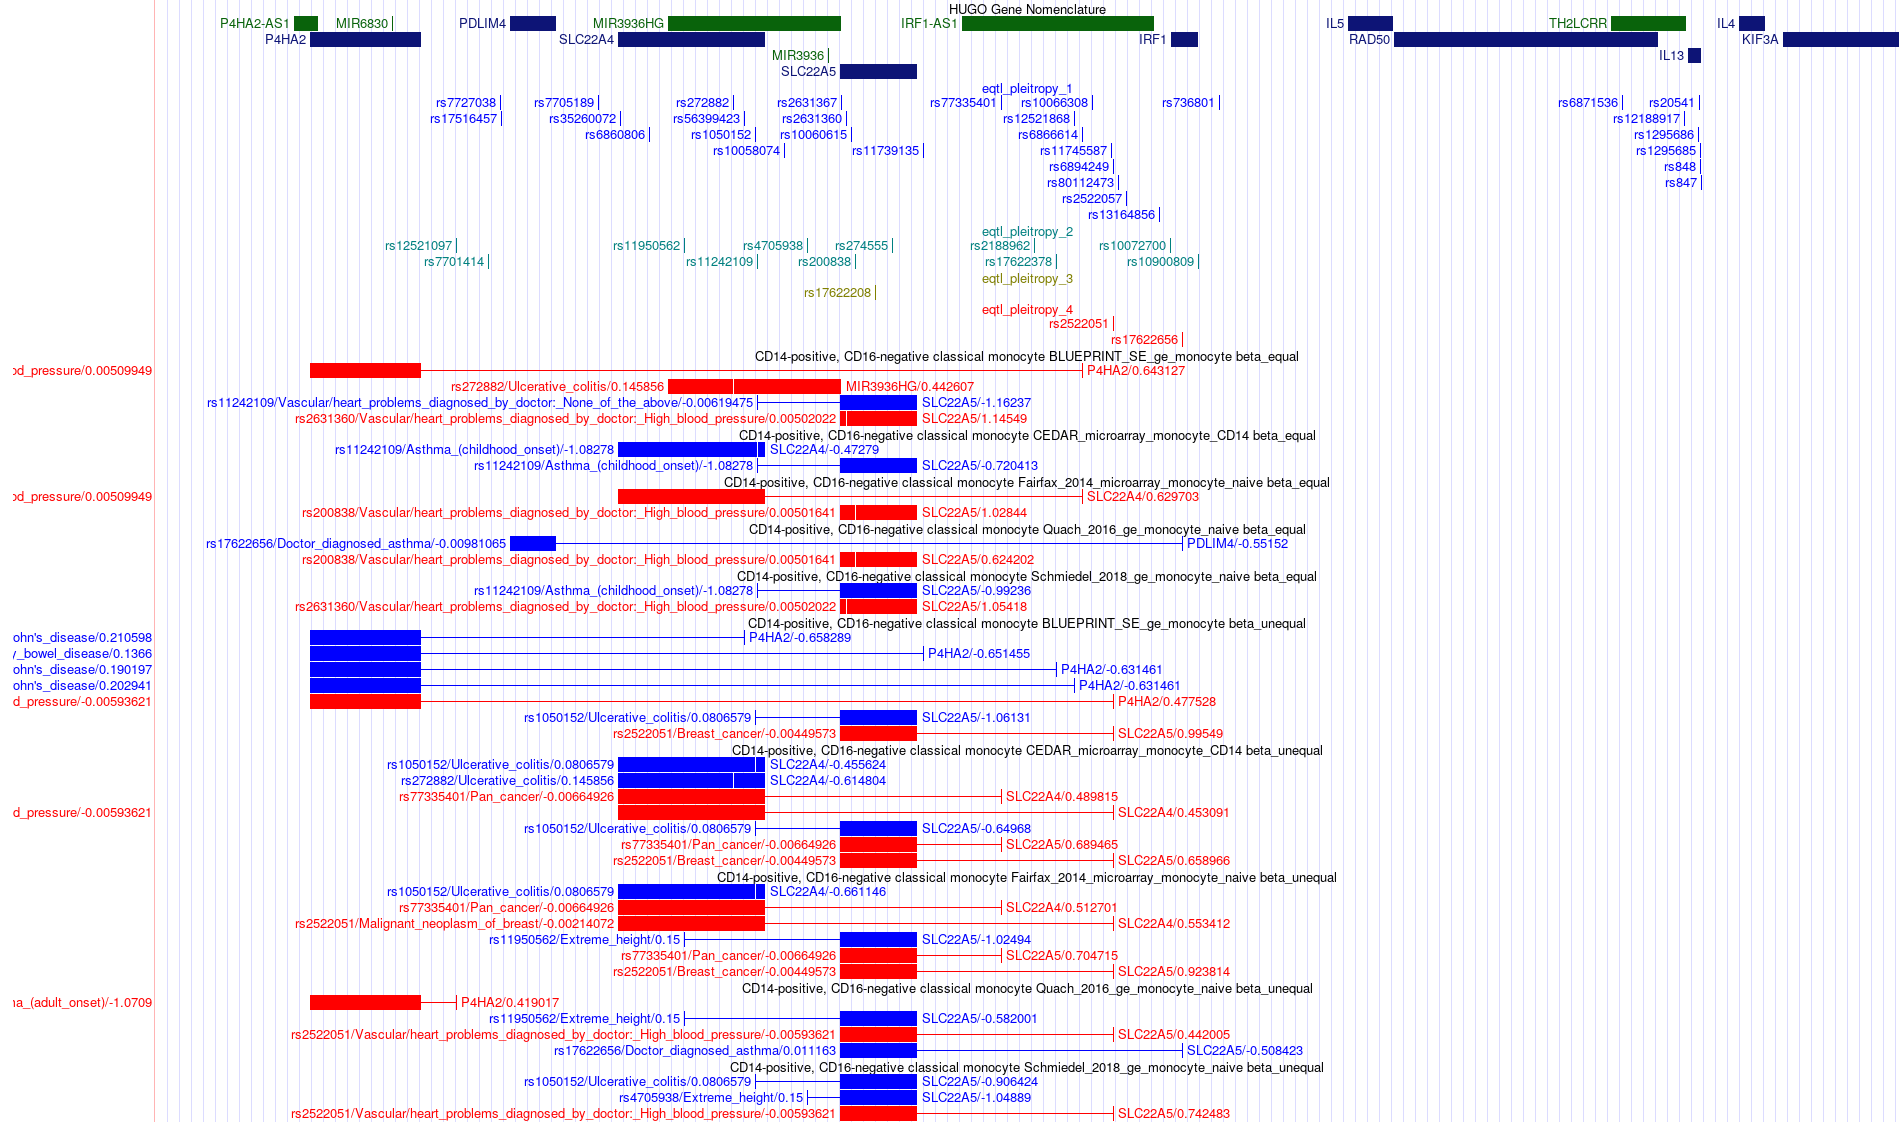 HUGO Gene Nomenclature
P4HA2-AS1 MIR6830 PDLIM4 MIR3936HG IRF1-AS1 IL5 TH2LCRR IL4
P4HA2 SLC22A4 IRF1 RAD50 KIF3A
MIR3936 IL13
SLC22A5
eqtl_pleitropy_1
rs7727038 rs7705189 rs272882 rs2631367 rs77335401 rs10066308 rs736801 rs6871536 rs20541
rs17516457 rs35260072 rs56399423 rs2631360 rs12521868 rs12188917
rs6860806 rs1050152 rs10060615 rs6866614 rs1295686
rs10058074 rs11739135 rs11745587 rs1295685
rs6894249 rs848
rs80112473 rs847
rs2522057
rs13164856
eqtl_pleitropy_2
rs12521097 rs11950562 rs4705938 rs274555 rs2188962 rs10072700
rs7701414 rs11242109 rs200838 rs17622378 rs10900809
eqtl_pleitropy_3
rs17622208
eqtl_pleitropy_4
rs2522051
rs17622656
CD14-positive, CD16-negative classical monocyte BLUEPRINT_SE_ge_monocyte beta_equal
od_pressure/0.00509949 P4HA2/0.643127
rs272882/Ulcerative_colitis/0.145856 MIR3936HG/0.442607
rs11242109/Vascular/heart_problems_diagnosed_by_doctor:_None_of_the_above/-0.00619475 SLC22A5/-1.16237
rs2631360/Vascular/heart_problems_diagnosed_by_doctor:_High_blood_pressure/0.00502022 SLC22A5/1.14549
CD14-positive, CD16-negative classical monocyte CEDAR_microarray_monocyte_CD14 beta_equal
rs11242109/Asthma_(childhood_onset)/-1.08278 SLC22A4/-0.47279
rs11242109/Asthma_(childhood_onset)/-1.08278 SLC22A5/-0.720413
CD14-positive, CD16-negative classical monocyte Fairfax_2014_microarray_monocyte_naive beta_equal
od_pressure/0.00509949 SLC22A4/0.629703
rs200838/Vascular/heart_problems_diagnosed_by_doctor:_High_blood_pressure/0.00501641 SLC22A5/1.02844
CD14-positive, CD16-negative classical monocyte Quach_2016_ge_monocyte_naive beta_equal
rs17622656/Doctor_diagnosed_asthma/-0.00981065 PDLIM4/-0.55152
rs200838/Vascular/heart_problems_diagnosed_by_doctor:_High_blood_pressure/0.00501641 SLC22A5/0.624202
CD14-positive, CD16-negative classical monocyte Schmiedel_2018_ge_monocyte_naive beta_equal
rs11242109/Asthma_(childhood_onset)/-1.08278 SLC22A5/-0.99236
rs2631360/Vascular/heart_problems_diagnosed_by_doctor:_High_blood_pressure/0.00502022 SLC22A5/1.05418
CD14-positive, CD16-negative classical monocyte BLUEPRINT_SE_ge_monocyte beta_unequal
ohn's_disease/0.210598 P4HA2/-0.658289
y_bowel_disease/0.1366 P4HA2/-0.651455
ohn's_disease/0.190197 P4HA2/-0.631461
ohn's_disease/0.202941 P4HA2/-0.631461
d_pressure/-0.00593621 P4HA2/0.477528
rs1050152/Ulcerative_colitis/0.0806579 SLC22A5/-1.06131
rs2522051/Breast_cancer/-0.00449573 SLC22A5/0.99549
CD14-positive, CD16-negative classical monocyte CEDAR_microarray_monocyte_CD14 beta_unequal
rs1050152/Ulcerative_colitis/0.0806579 SLC22A4/-0.455624
rs272882/Ulcerative_colitis/0.145856 SLC22A4/-0.614804
rs77335401/Pan_cancer/-0.00664926 SLC22A4/0.489815
d_pressure/-0.00593621 SLC22A4/0.453091
rs1050152/Ulcerative_colitis/0.0806579 SLC22A5/-0.64968
rs77335401/Pan_cancer/-0.00664926 SLC22A5/0.689465
rs2522051/Breast_cancer/-0.00449573 SLC22A5/0.658966
CD14-positive, CD16-negative classical monocyte Fairfax_2014_microarray_monocyte_naive beta_unequal
rs1050152/Ulcerative_colitis/0.0806579 SLC22A4/-0.661146
rs77335401/Pan_cancer/-0.00664926 SLC22A4/0.512701
rs2522051/Malignant_neoplasm_of_breast/-0.00214072 SLC22A4/0.553412
rs11950562/Extreme_height/0.15 SLC22A5/-1.02494
rs77335401/Pan_cancer/-0.00664926 SLC22A5/0.704715
rs2522051/Breast_cancer/-0.00449573 SLC22A5/0.923814
CD14-positive, CD16-negative classical monocyte Quach_2016_ge_monocyte_naive beta_unequal
na_(adult_onset)/-1.0709 P4HA2/0.419017
rs11950562/Extreme_height/0.15 SLC22A5/-0.582001
rs2522051/Vascular/heart_problems_diagnosed_by_doctor:_High_blood_pressure/-0.00593621 SLC22A5/0.442005
rs17622656/Doctor_diagnosed_asthma/0.011163 SLC22A5/-0.508423
CD14-positive, CD16-negative classical monocyte Schmiedel_2018_ge_monocyte_naive beta_unequal
rs1050152/Ulcerative_colitis/0.0806579 SLC22A5/-0.906424
rs4705938/Extreme_height/0.15 SLC22A5/-1.04889
rs2522051/Vascular/heart_problems_diagnosed_by_doctor:_High_blood_pressure/-0.00593621 SLC22A5/0.742483